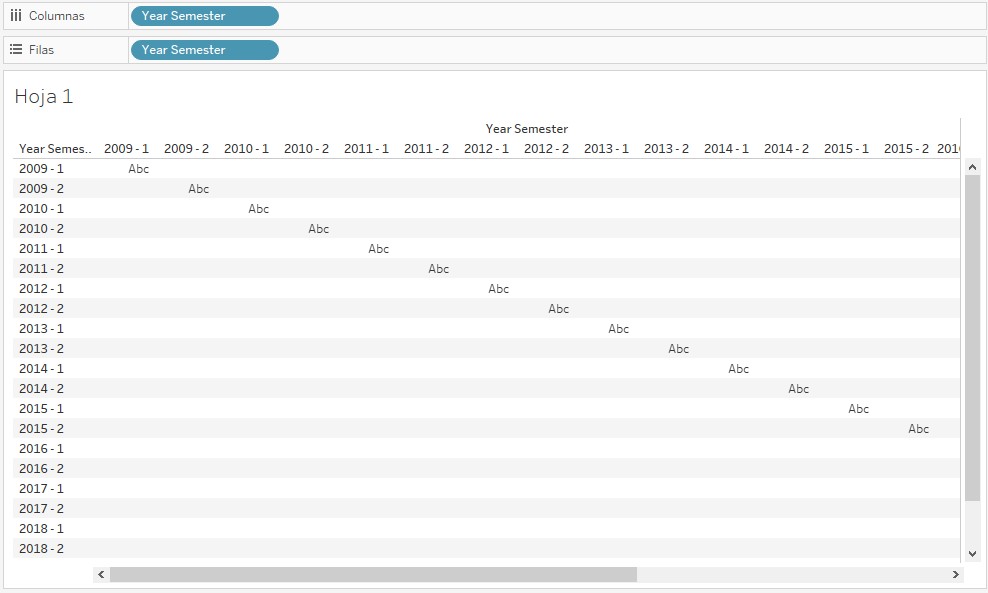 Columnas Year Semester
Filas Year Semester
Hoja 1
Year Semester
Year Semes.. 2009 - 1 2009 - 2 2010 - 1 2010 - 2 2011 - 1 2011 - 2 2012 - 1 2012 - 2 2013 - 1 2013 - 2 2014 - 1 2014 - 2 2015 - 1 2015 - 2 201
2009 - 1 Abc
2009 - 2 Abc
2010 - 1 Abc
2010 - 2 Abc
2011 - 1 Abc
2011 - 2 Abc
2012 - 1 Abc
2012 - 2 Abc
2013 - 1 Abc
2013 - 2 Abc
2014 - 1 Abc
2014 - 2 Abc
2015 - 1 Abc
2015 - 2 Abc
2016 - 1
2016 - 2
2017 - 1
2017 - 2
2018 - 1
2018 - 2